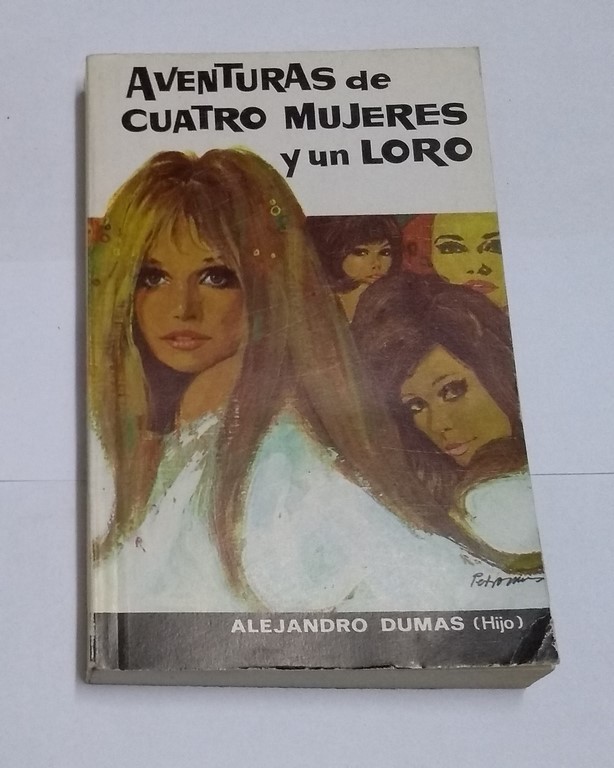 AVENTURAS de
CUATRO MUJERES
y un LORO
ALEJANDRO DUMAS (Hijo)